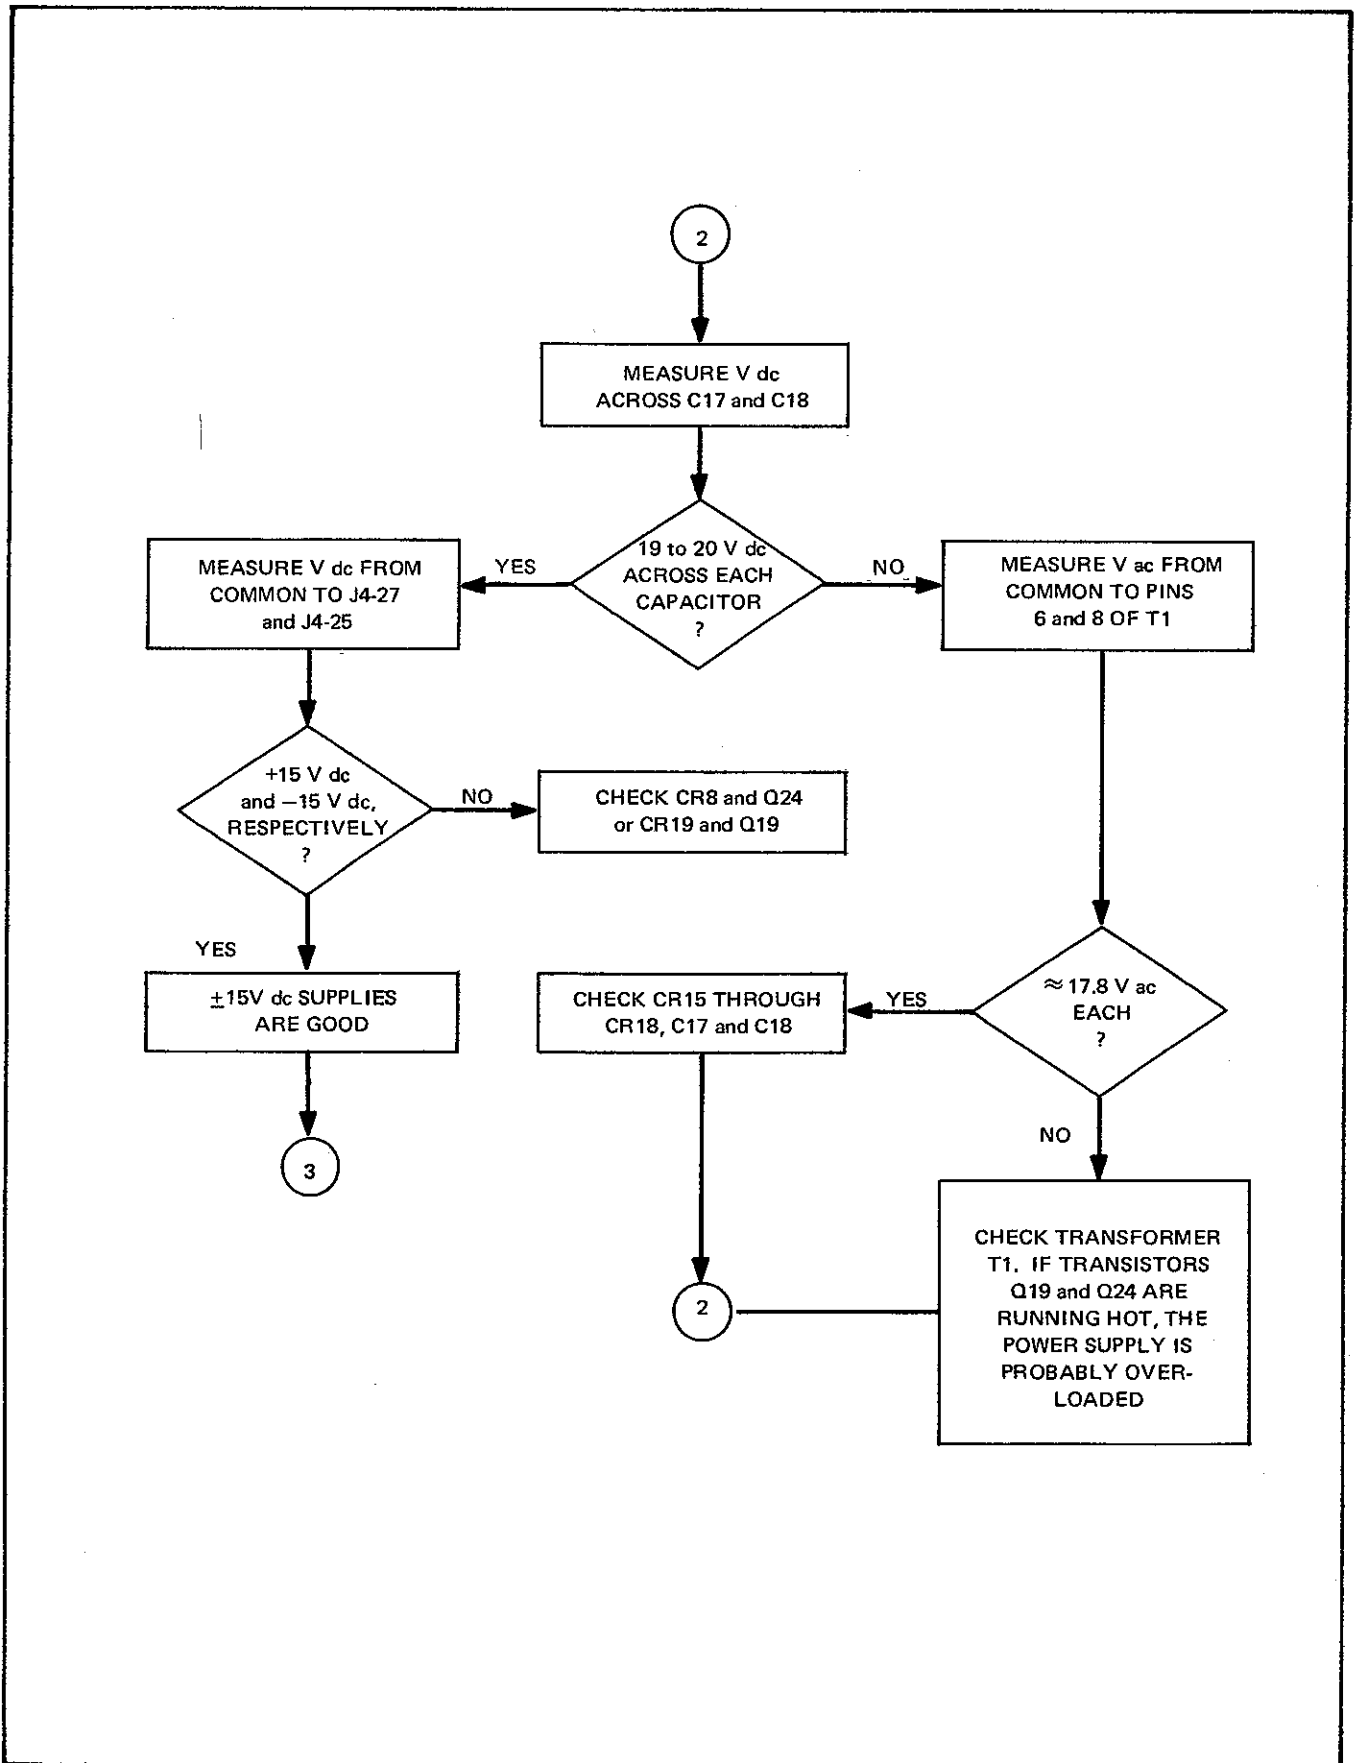 2
MEASURE V dc
ACROSS C17 and C18
19 to 20 V dc
ACROSS EACH
CAPACITOR
?
YES
NO
MEASURE V dc FROM
COMMON TO J4-27
and J4-25
MEASURE V ac FROM
COMMON TO PINS
6 and 8 OF T1
+15 V dc
and −15 V dc,
RESPECTIVELY
?
NO
CHECK CR8 and Q24
or CR19 and Q19
YES
±15V dc SUPPLIES
ARE GOOD
3
≈ 17.8 V ac
EACH
?
YES
CHECK CR15 THROUGH
CR18, C17 and C18
NO
2
CHECK TRANSFORMER
T1. IF TRANSISTORS
Q19 and Q24 ARE
RUNNING HOT, THE
POWER SUPPLY IS
PROBABLY OVER-
LOADED